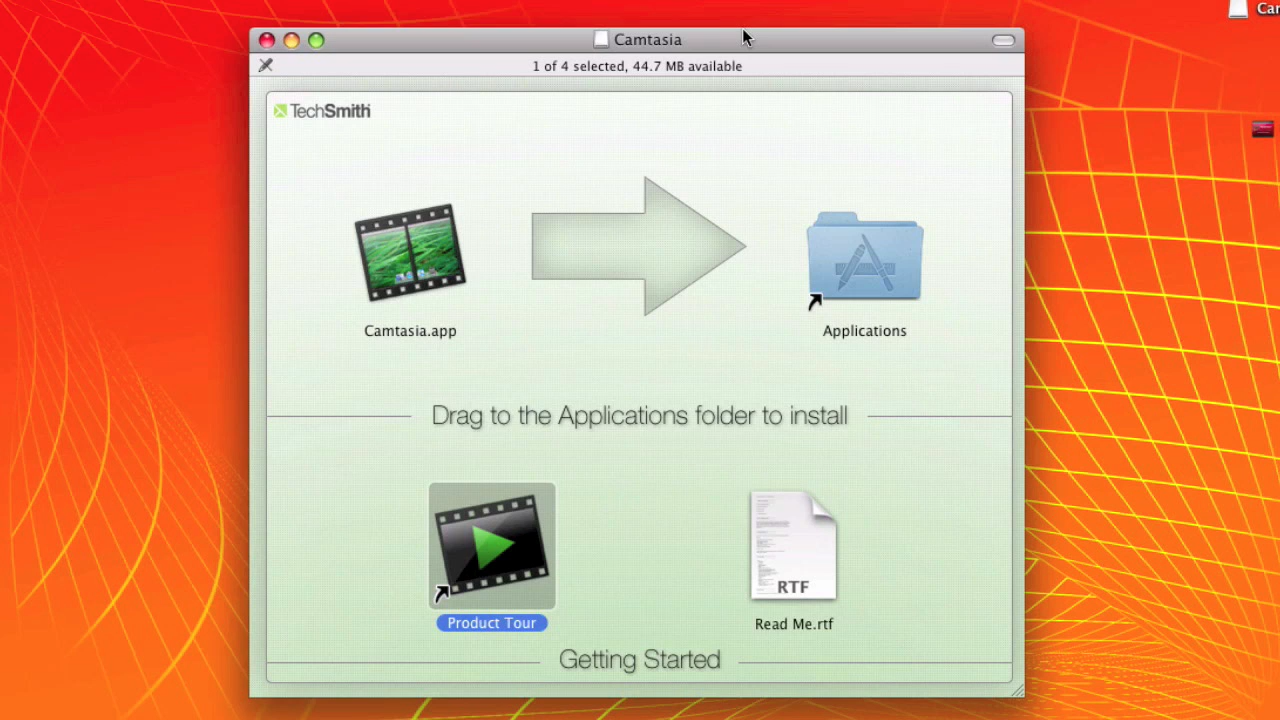 Car
Camtasia
1 of 4 selected, 44.7 MB available
TechSmith
Camtasia.app
Applications
Drag to the Applications folder to install
RTF
Product Tour
Read Me.rtf
Getting Started